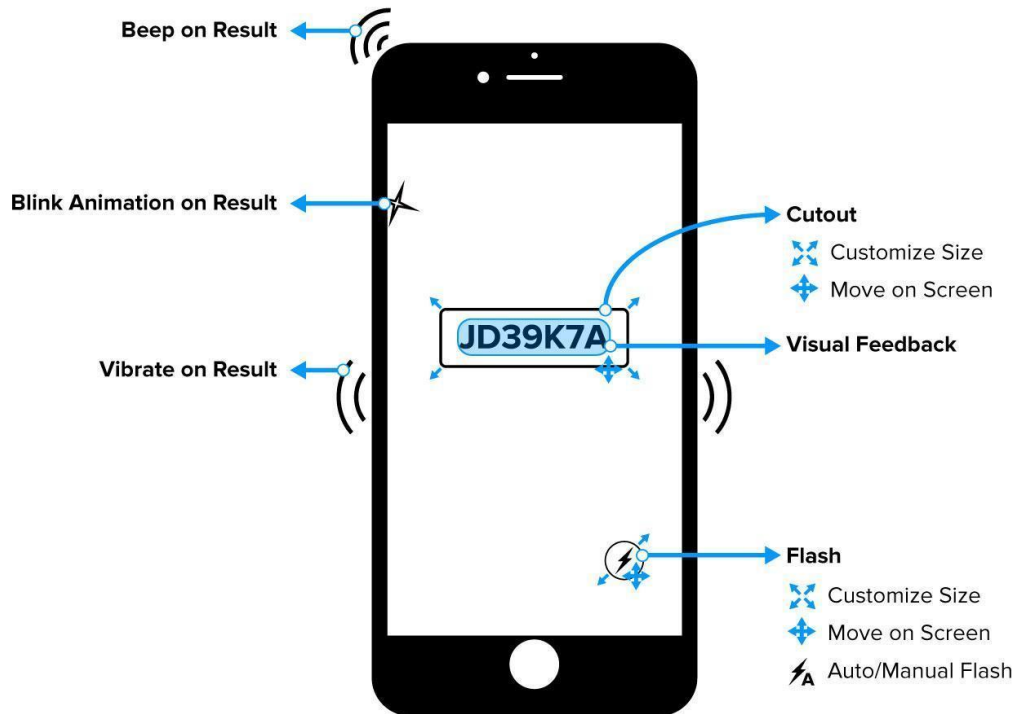 Beep on Result
Blink Animation on Result
Cutout
Customize Size
Move on Screen
JD39K7A
Visual Feedback
Vibrate on Result
Flash
Customize Size
Move on Screen
A Auto/Manual Flash